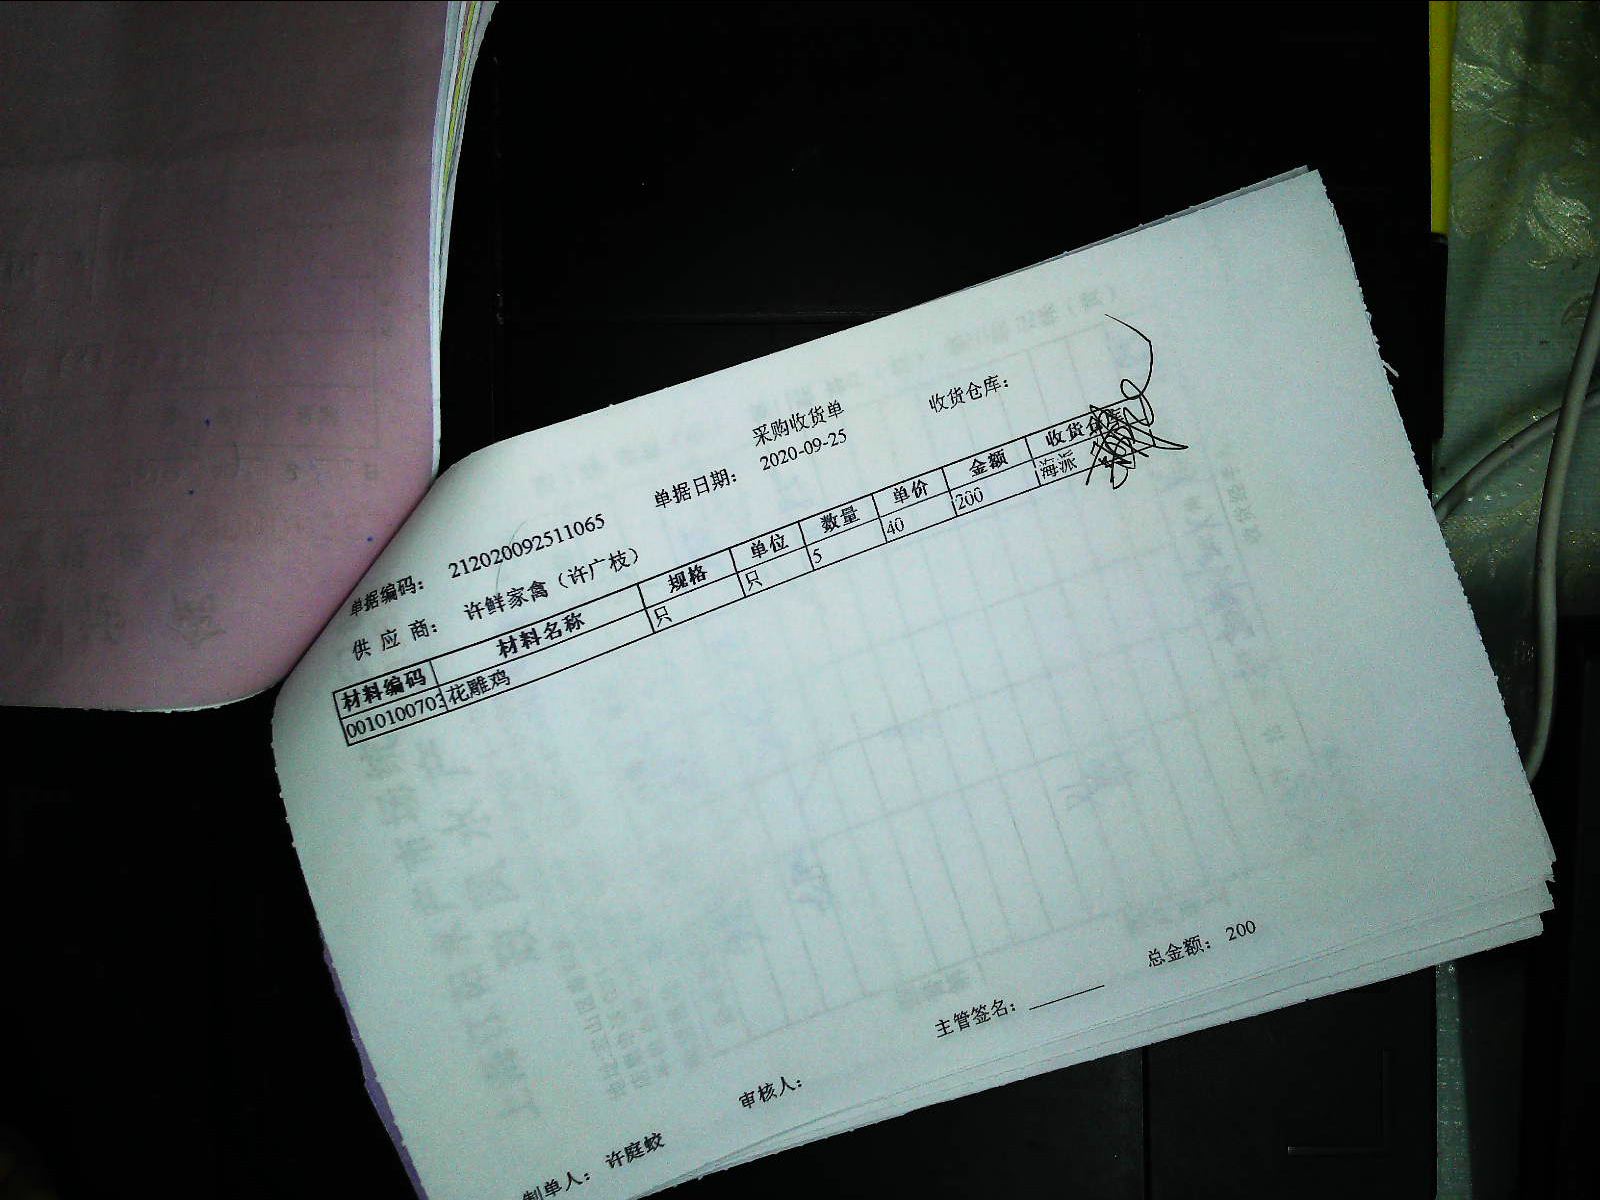 采购收货单
单据编码： 212020092511065 单据日期： 2020-09-25 收货仓库：
供 应 商： 许鲜家禽（许广枝）
材料编码 材料名称 规格 单位 数量 单价 金额 收货仓库
0010100703 花雕鸡 只 只 5 40 200 海派
总金额： 200
制单人： 许庭蛟 审核人： 主管签名：